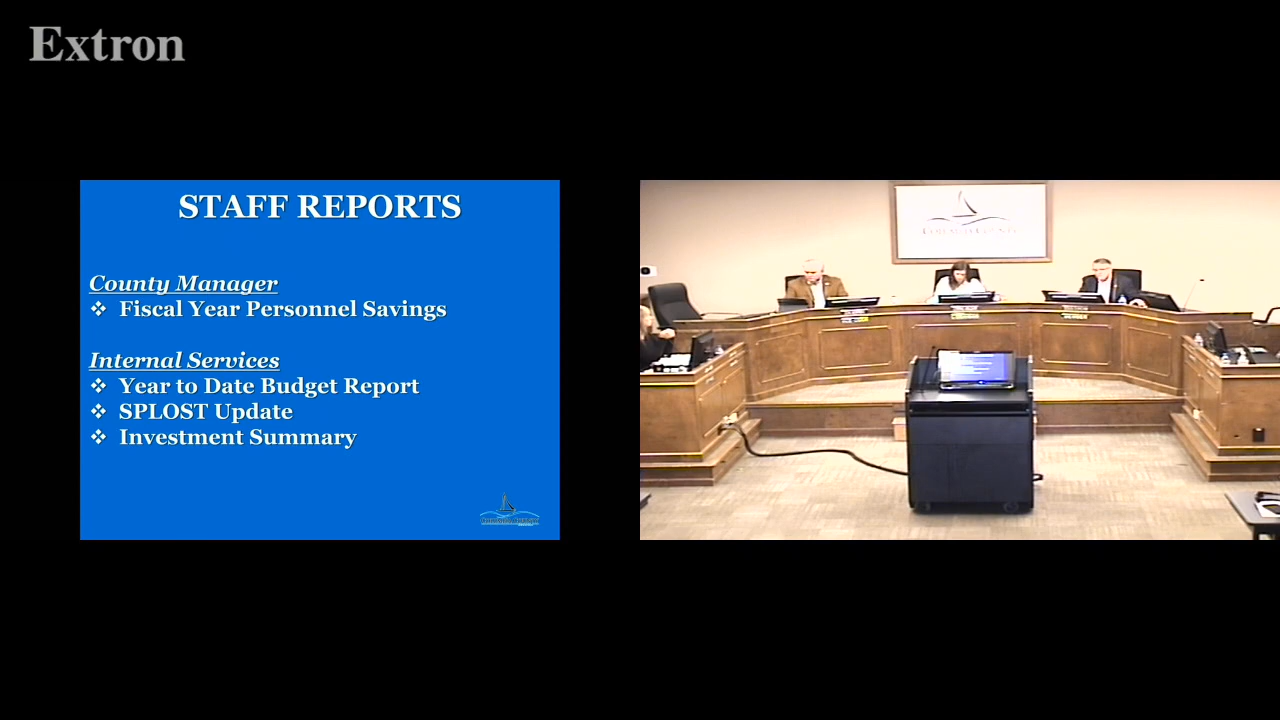 Extron
STAFF REPORTS
County Manager
❖ Fiscal Year Personnel Savings
Internal Services
❖ Year to Date Budget Report
❖ SPLOST Update
❖ Investment Summary